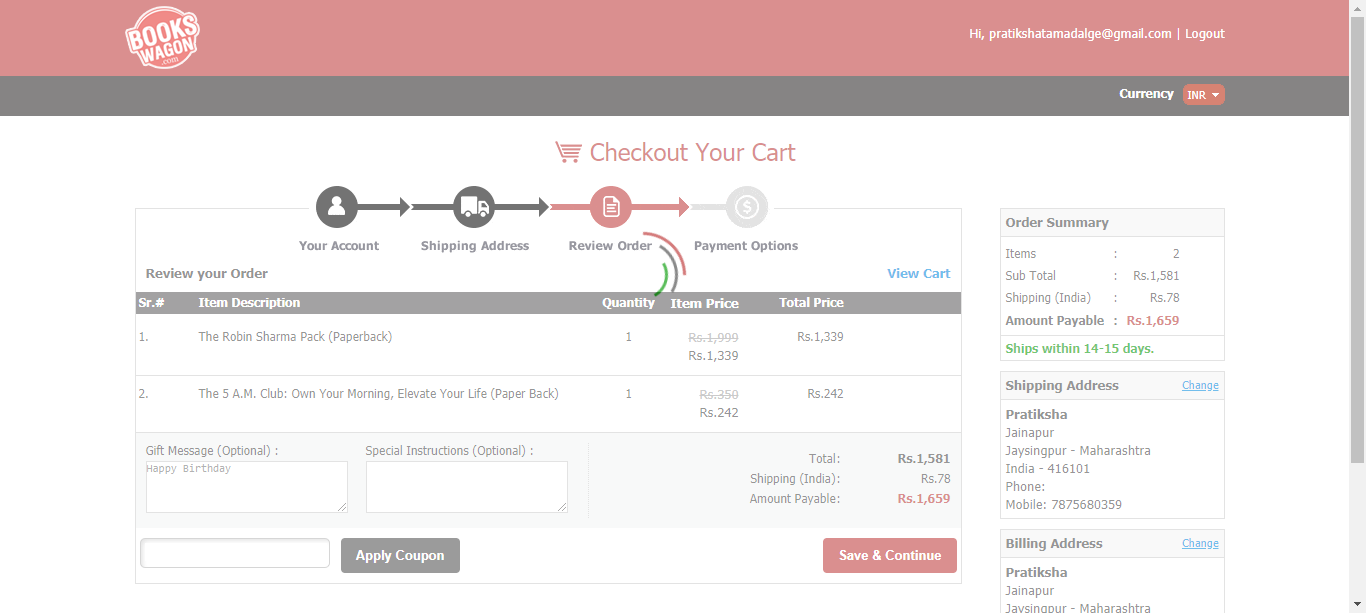 BOOKS
WAGON
.com
Hi, pratikshatamadalge@gmail.com | Logout
Currency INR
Checkout Your Cart
Your Account Shipping Address Review Order Payment Options
Review your Order View Cart
Sr.# Item Description Quantity Item Price Total Price
1. The Robin Sharma Pack (Paperback) 1 Rs.1,999 Rs.1,339
Rs.1,339
2. The 5 A.M. Club: Own Your Morning, Elevate Your Life (Paper Back) 1 Rs.350 Rs.242
Rs.242
Gift Message (Optional) : Special Instructions (Optional) :
Happy Birthday
Total: Rs.1,581
Shipping (India): Rs.78
Amount Payable: Rs.1,659
Apply Coupon Save & Continue
Order Summary
Items : 2
Sub Total : Rs.1,581
Shipping (India) : Rs.78
Amount Payable : Rs.1,659
Ships within 14-15 days.
Shipping Address Change
Pratiksha
Jainapur
Jaysingpur - Maharashtra
India - 416101
Phone:
Mobile: 7875680359
Billing Address Change
Pratiksha
Jainapur
Jaysingpur - Maharashtra